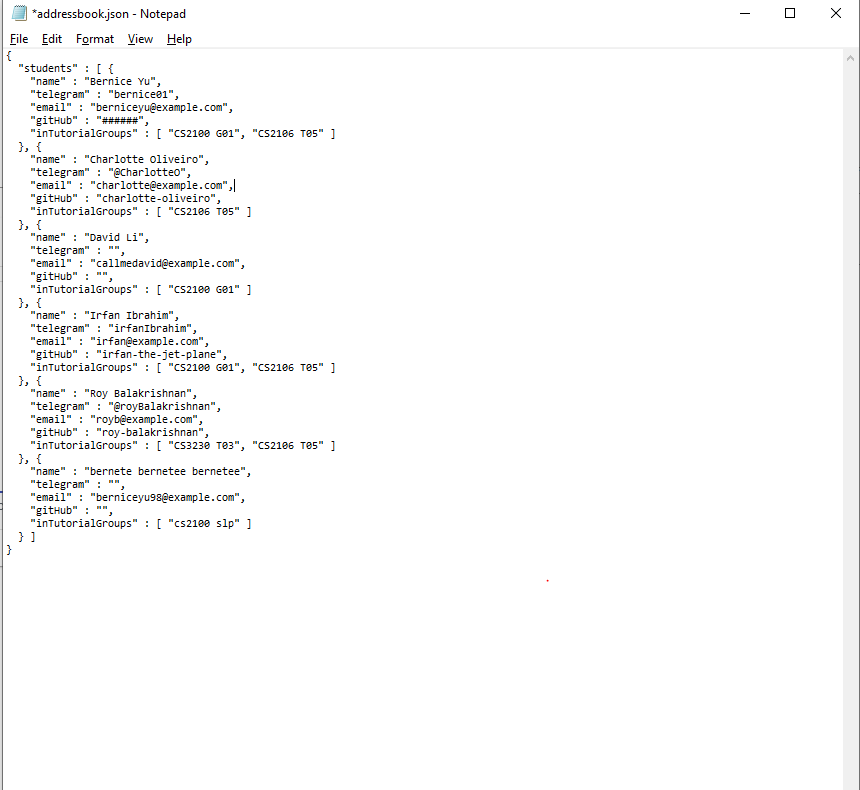 *addressbook.json - Notepad
File Edit Format View Help
{
  "students" : [ {
    "name" : "Bernice Yu",
    "telegram" : "bernice01",
    "email" : "berniceyu@example.com",
    "gitHub" : "######",
    "inTutorialGroups" : [ "CS2100 G01", "CS2106 T05" ]
  }, {
    "name" : "Charlotte Oliveiro",
    "telegram" : "@CharlotteO",
    "email" : "charlotte@example.com",
    "gitHub" : "charlotte-oliveiro",
    "inTutorialGroups" : [ "CS2106 T05" ]
  }, {
    "name" : "David Li",
    "telegram" : "",
    "email" : "callmedavid@example.com",
    "gitHub" : "",
    "inTutorialGroups" : [ "CS2100 G01" ]
  }, {
    "name" : "Irfan Ibrahim",
    "telegram" : "irfanIbrahim",
    "email" : "irfan@example.com",
    "gitHub" : "irfan-the-jet-plane",
    "inTutorialGroups" : [ "CS2100 G01", "CS2106 T05" ]
  }, {
    "name" : "Roy Balakrishnan",
    "telegram" : "@royBalakrishnan",
    "email" : "royb@example.com",
    "gitHub" : "roy-balakrishnan",
    "inTutorialGroups" : [ "CS3230 T03", "CS2106 T05" ]
  }, {
    "name" : "bernete bernetee bernetee",
    "telegram" : "",
    "email" : "berniceyu98@example.com",
    "gitHub" : "",
    "inTutorialGroups" : [ "cs2100 slp" ]
  } ]
}